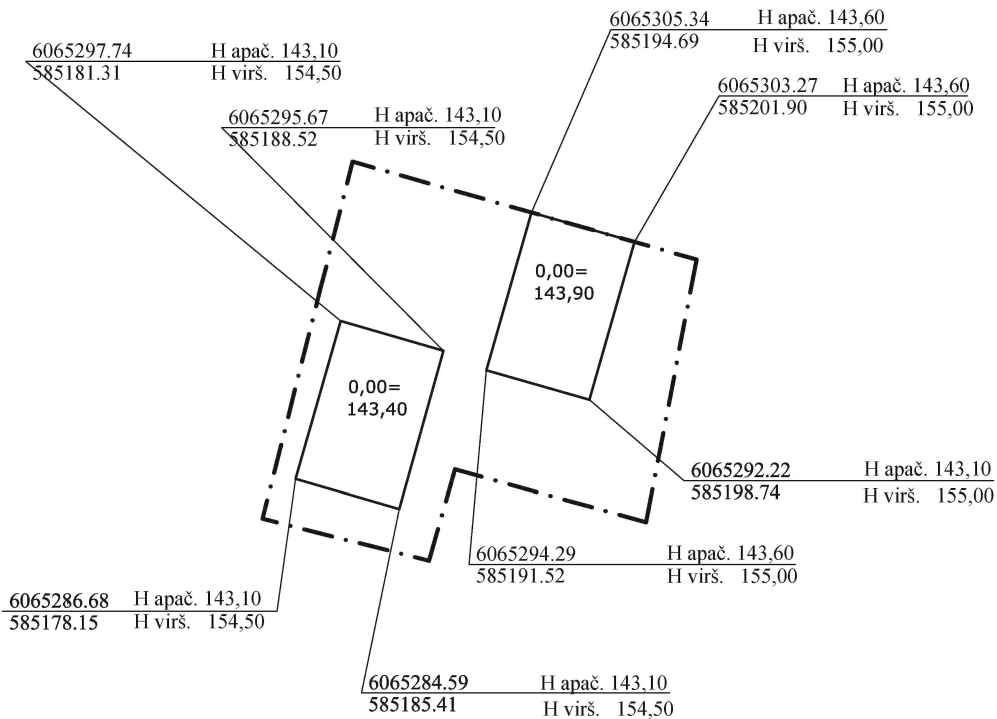 6065305.34 H apač. 143,60
585194.69 H virš. 155,00
6065297.74 H apač. 143,10
585181.31 H virš. 154,50
6065303.27 H apač. 143,60
585201.90 H virš. 155,00
6065295.67 H apač. 143,10
585188.52 H virš. 154,50
0,00=
143,90
0,00=
143,40
6065292.22 H apač. 143,10
585198.74 H virš. 155,00
6065294.29 H apač. 143,60
585191.52 H virš. 155,00
6065286.68 H apač. 143,10
585178.15 H virš. 154,50
6065284.59 H apač. 143,10
585185.41 H virš. 154,50